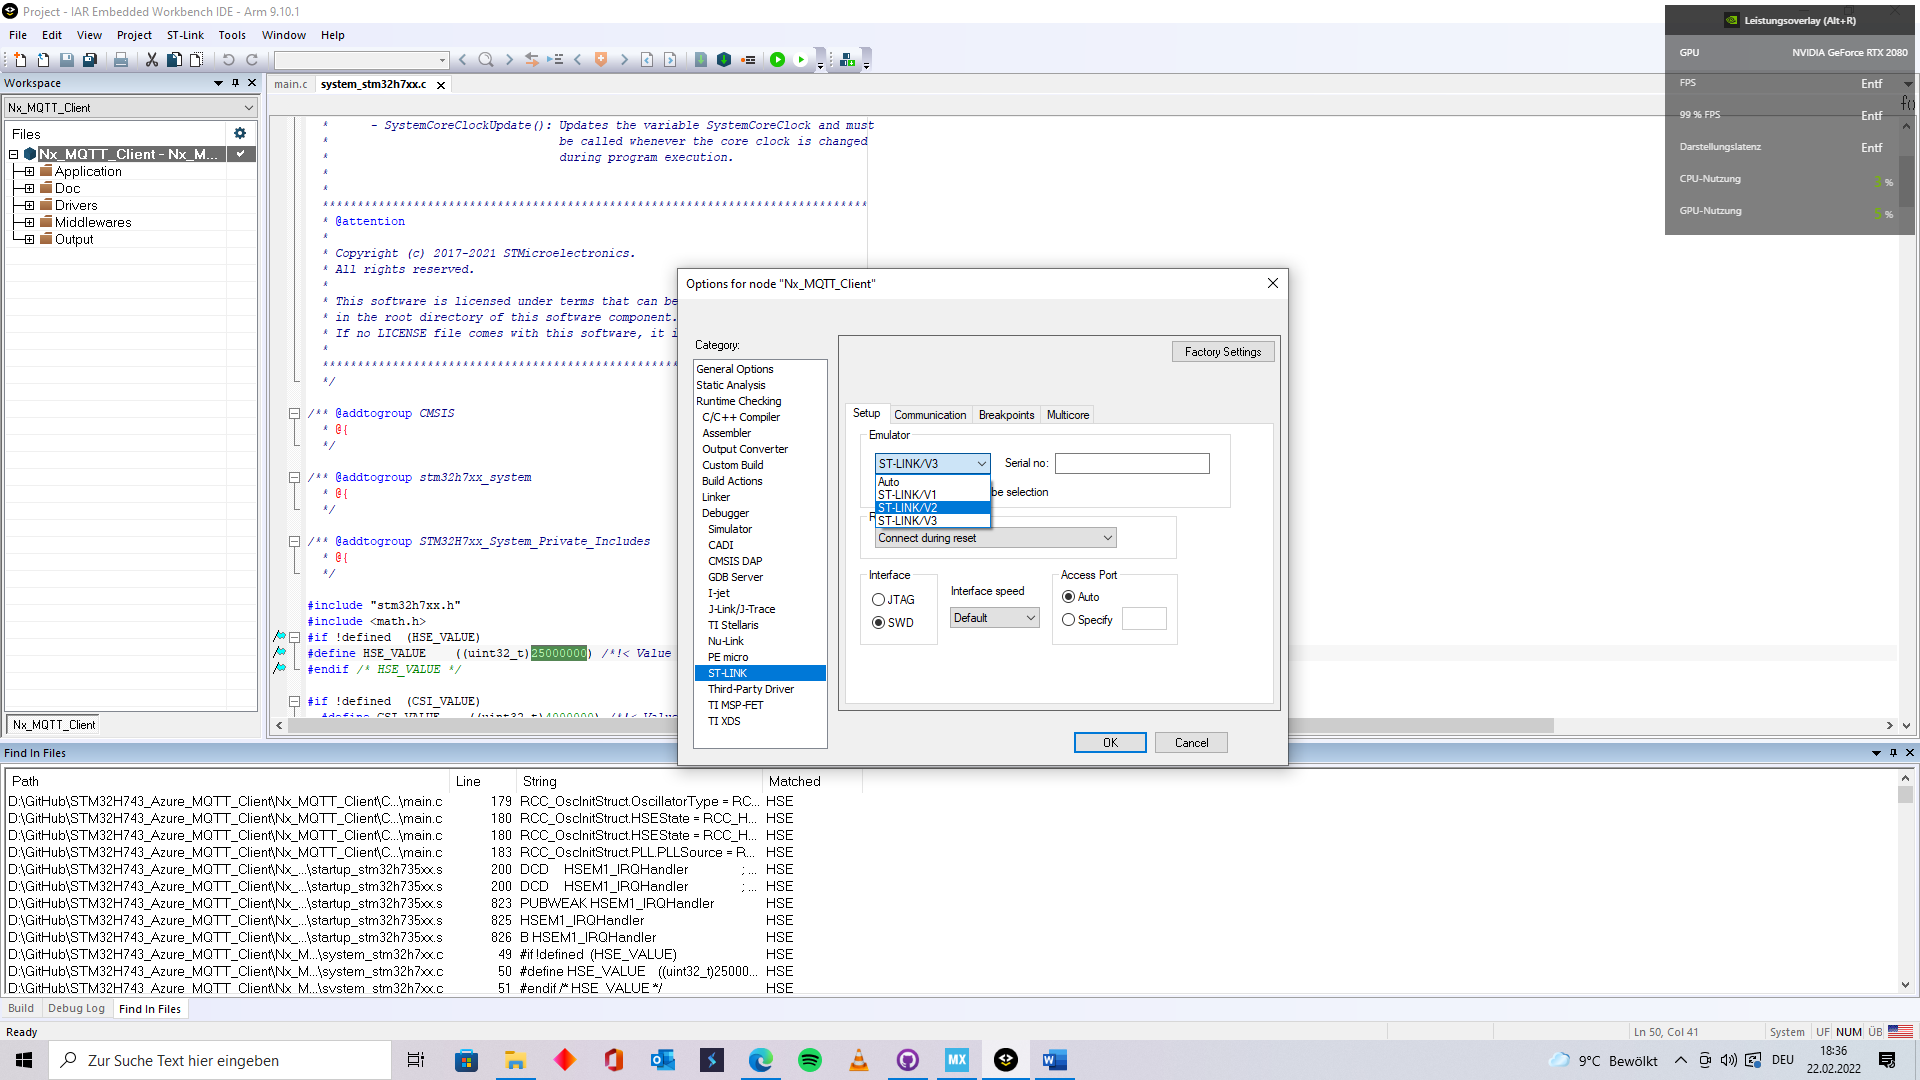 Project - IAR Embedded Workbench IDE - Arm 9.10.1
File Edit View Project ST-Link Tools Window Help
Workspace
Nx_MQTT_Client
Files
Nx_MQTT_Client - Nx_M...
Application
Doc
Drivers
Middlewares
Output
Nx_MQTT_Client
main.c system_stm32h7xx.c
* - SystemCoreClockUpdate(): Updates the variable SystemCoreClock and must
* be called whenever the core clock is changed
* during program execution.
*
*
******************************************************************************
* @attention
*
* Copyright (c) 2017-2021 STMicroelectronics.
* All rights reserved.
*
* This software is licensed under terms that can be
* in the root directory of this software component.
* If no LICENSE file comes with this software, it i
*
******************************************************************************
*/
/** @addtogroup CMSIS
* @{
*/
/** @addtogroup stm32h7xx_system
* @{
*/
/** @addtogroup STM32H7xx_System_Private_Includes
* @{
*/
#include "stm32h7xx.h"
#include <math.h>
#if !defined (HSE_VALUE)
#define HSE_VALUE ((uint32_t)25000000) /*!< Value
#endif /* HSE_VALUE */
#if !defined (CSI_VALUE)
#define CSI_VALUE ((uint32_t)4000000) /*!< Value
Options for node "Nx_MQTT_Client"
Category:
General Options
Static Analysis
Runtime Checking
C/C++ Compiler
Assembler
Output Converter
Custom Build
Build Actions
Linker
Debugger
Simulator
CADI
CMSIS DAP
GDB Server
I-jet
J-Link/J-Trace
TI Stellaris
Nu-Link
PE micro
ST-LINK
Third-Party Driver
TI MSP-FET
TI XDS
Factory Settings
Setup Communication Breakpoints Multicore
Emulator
ST-LINK/V3 Serial no:
Auto
ST-LINK/V1
ST-LINK/V2
ST-LINK/V3
be selection
Connect during reset
Interface
JTAG
SWD
Interface speed
Default
Access Port
Auto
Specify
OK Cancel
Leistungsoverlay (Alt+R)
GPU NVIDIA GeForce RTX 2080
FPS Entf
99 % FPS Entf
Darstellungslatenz Entf
CPU-Nutzung 3 %
GPU-Nutzung 5 %
f()
Find In Files
Path Line String Matched
D:\GitHub\STM32H743_Azure_MQTT_Client\Nx_MQTT_Client\C...\main.c 179 RCC_OscInitStruct.OscillatorType = RC... HSE
D:\GitHub\STM32H743_Azure_MQTT_Client\Nx_MQTT_Client\C...\main.c 180 RCC_OscInitStruct.HSEState = RCC_H... HSE
D:\GitHub\STM32H743_Azure_MQTT_Client\Nx_MQTT_Client\C...\main.c 180 RCC_OscInitStruct.HSEState = RCC_H... HSE
D:\GitHub\STM32H743_Azure_MQTT_Client\Nx_MQTT_Client\C...\main.c 183 RCC_OscInitStruct.PLL.PLLSource = R... HSE
D:\GitHub\STM32H743_Azure_MQTT_Client\Nx_...\startup_stm32h735xx.s 200 DCD HSEM1_IRQHandler ; ... HSE
D:\GitHub\STM32H743_Azure_MQTT_Client\Nx_...\startup_stm32h735xx.s 200 DCD HSEM1_IRQHandler ; ... HSE
D:\GitHub\STM32H743_Azure_MQTT_Client\Nx_...\startup_stm32h735xx.s 823 PUBWEAK HSEM1_IRQHandler HSE
D:\GitHub\STM32H743_Azure_MQTT_Client\Nx_...\startup_stm32h735xx.s 825 HSEM1_IRQHandler HSE
D:\GitHub\STM32H743_Azure_MQTT_Client\Nx_...\startup_stm32h735xx.s 826 B HSEM1_IRQHandler HSE
D:\GitHub\STM32H743_Azure_MQTT_Client\Nx_M...\system_stm32h7xx.c 49 #if !defined (HSE_VALUE) HSE
D:\GitHub\STM32H743_Azure_MQTT_Client\Nx_M...\system_stm32h7xx.c 50 #define HSE_VALUE ((uint32_t)25000... HSE
D:\GitHub\STM32H743_Azure_MQTT_Client\Nx_M...\system_stm32h7xx.c 51 #endif /* HSE_VALUE */ HSE
Build Debug Log Find In Files
Ready Ln 50, Col 41 System UF NUM ÜB
Zur Suche Text hier eingeben
MX
9°C Bewölkt DEU 18:36
22.02.2022